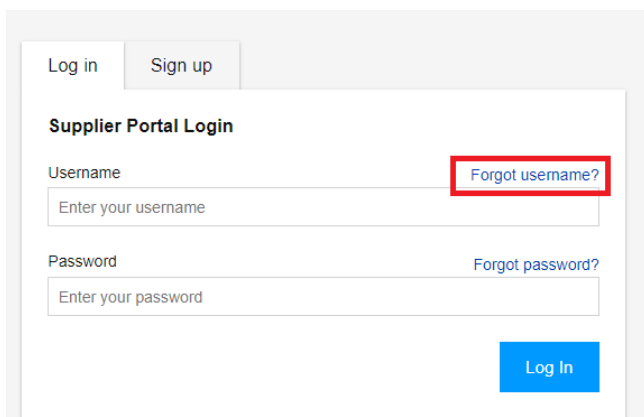 Log in Sign up
Supplier Portal Login
Username Forgot username?
Enter your username
Password Forgot password?
Enter your password
Log In